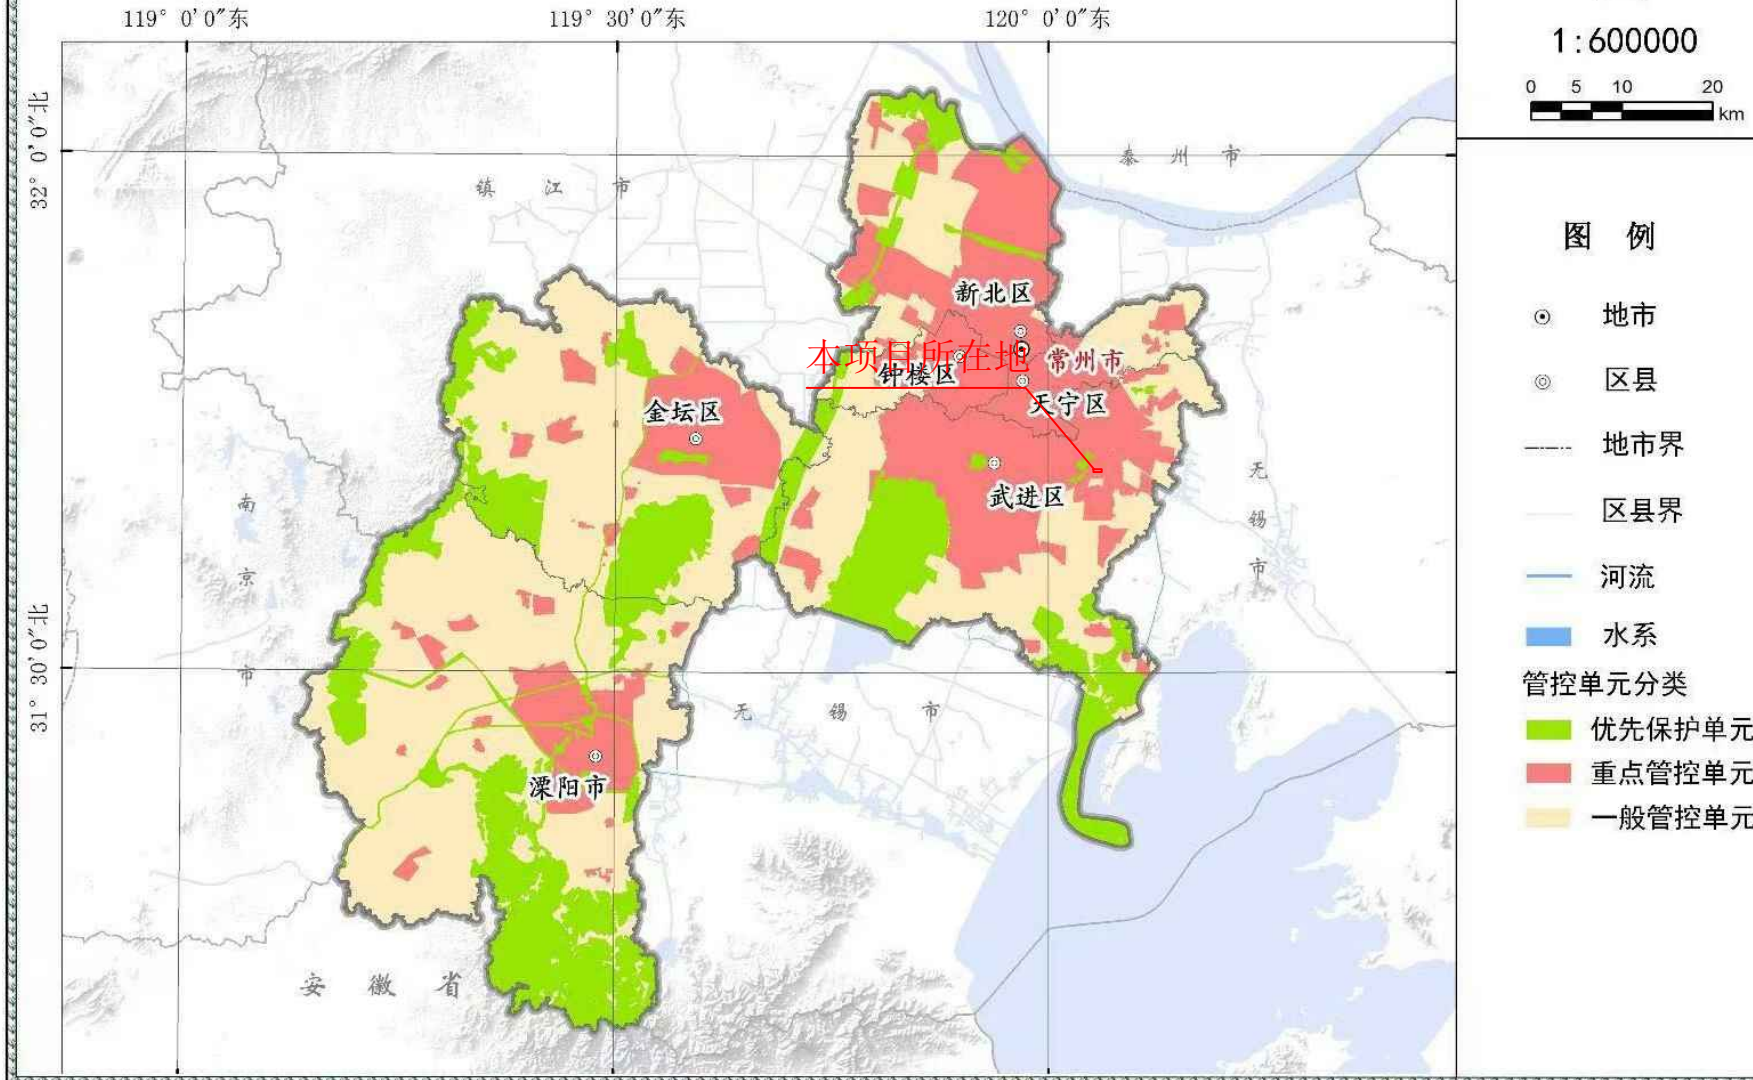 119° 0′0″东
119° 30′0″东
120° 0′0″东
1:600000
0 5 10 20
km
32° 0′0″北
31° 30′0″北
泰州市
镇江市
新北区
本项目所在地
常州市
钟楼区
天宁区
金坛区
武进区
南京市
无锡市
无锡市
溧阳市
安徽省
图例
地市
区县
地市界
区县界
河流
水系
管控单元分类
优先保护单元
重点管控单元
一般管控单元